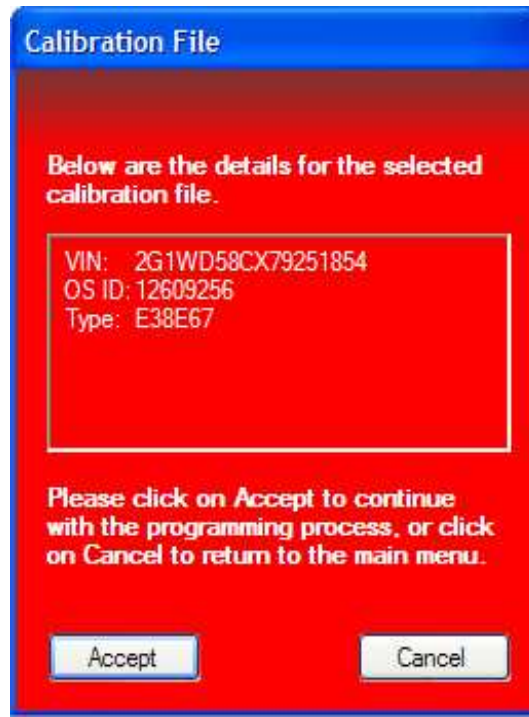 Calibration File
Below are the details for the selected
calibration file.
VIN: 2G1WD58CX79251854
OS ID: 12609256
Type: E38E67
Please click on Accept to continue
with the programming process, or click
on Cancel to return to the main menu.
Accept
Cancel